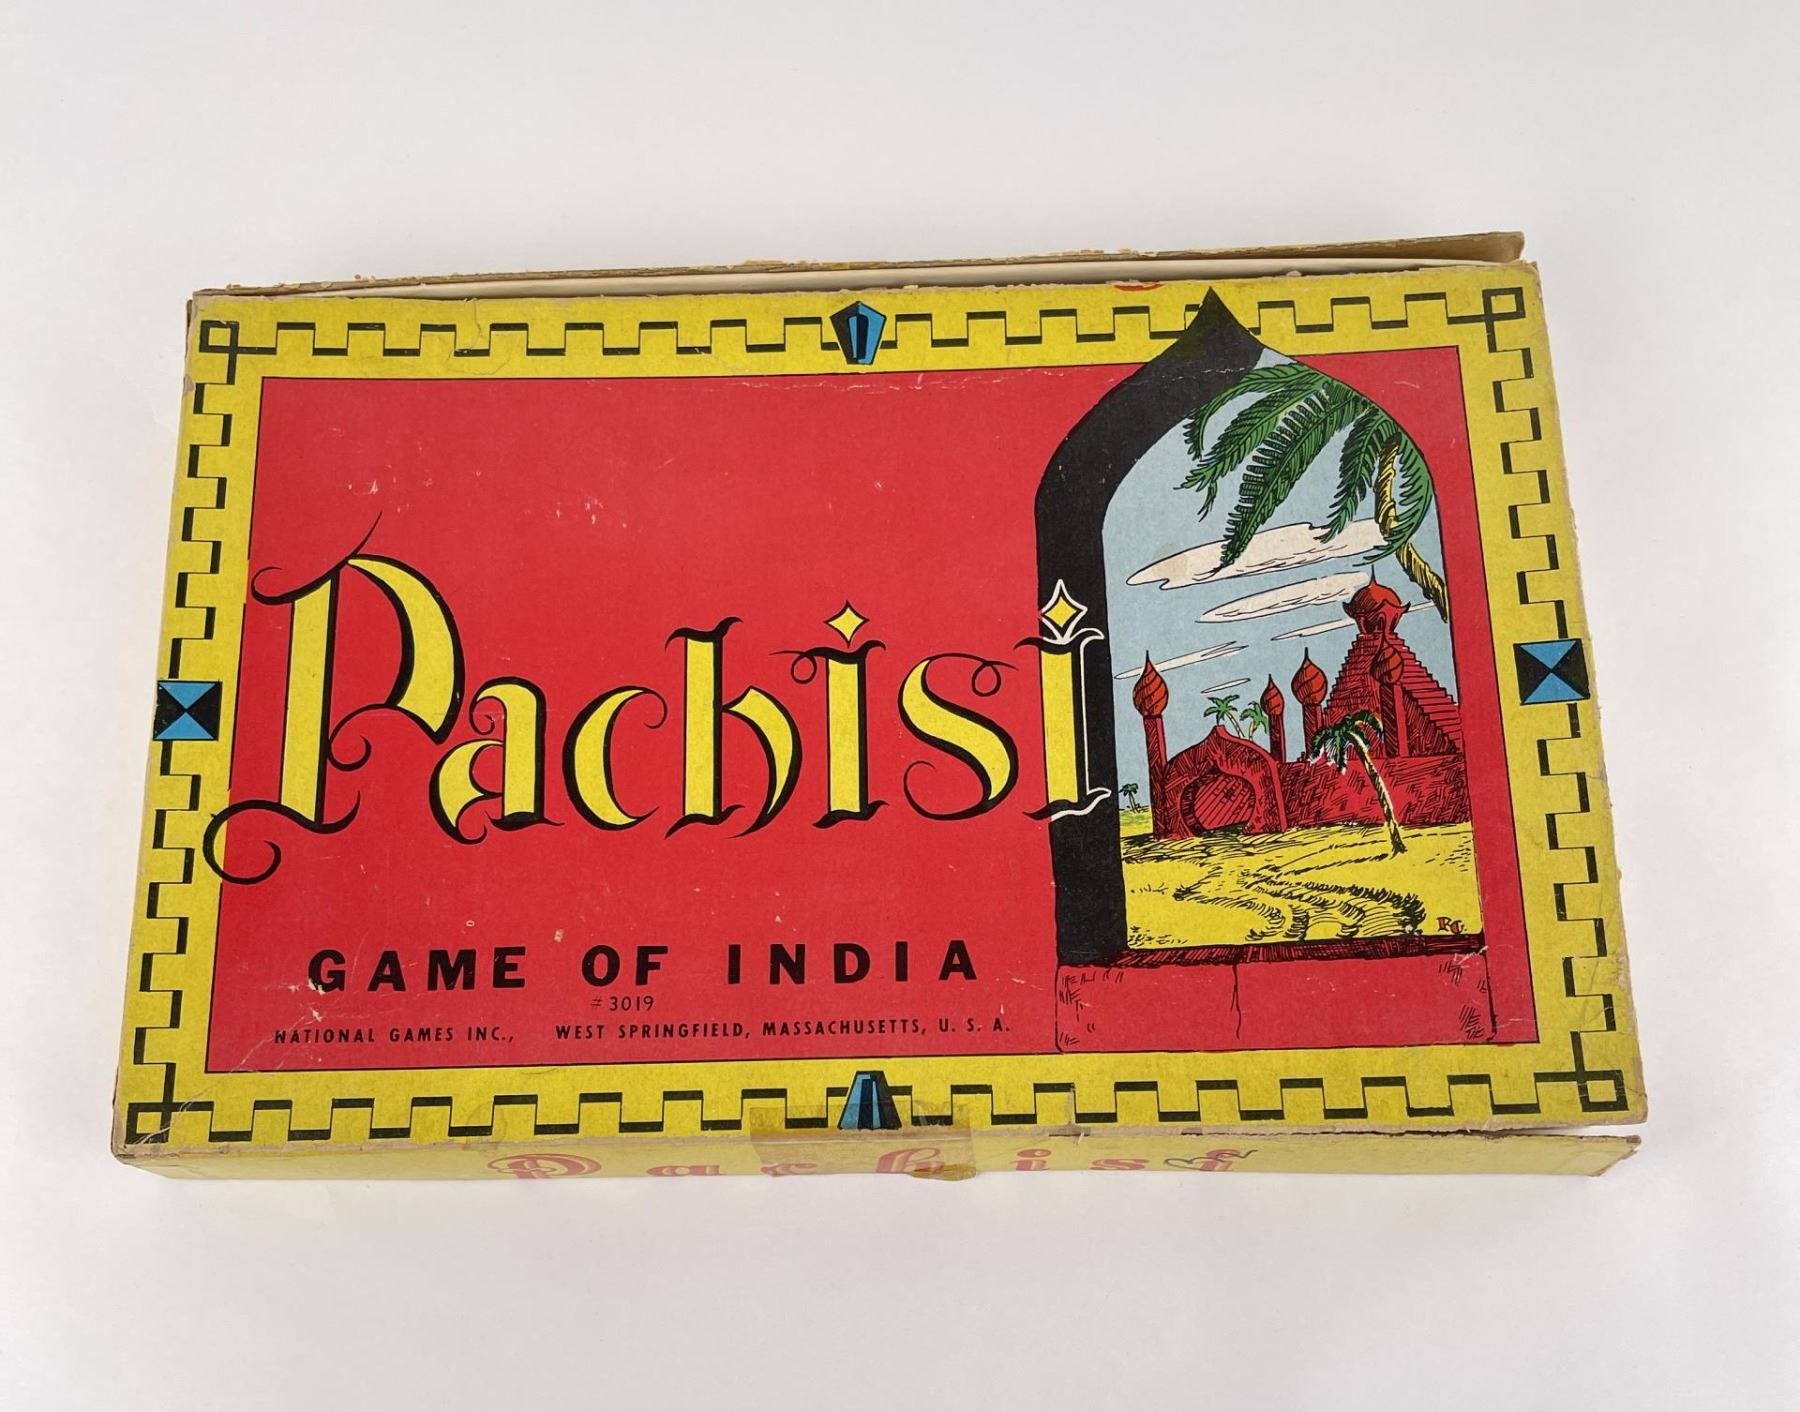 Pachisi
GAME OF INDIA
#3019
NATIONAL GAMES INC., WEST SPRINGFIELD, MASSACHUSETTS, U. S. A.
Pachisi